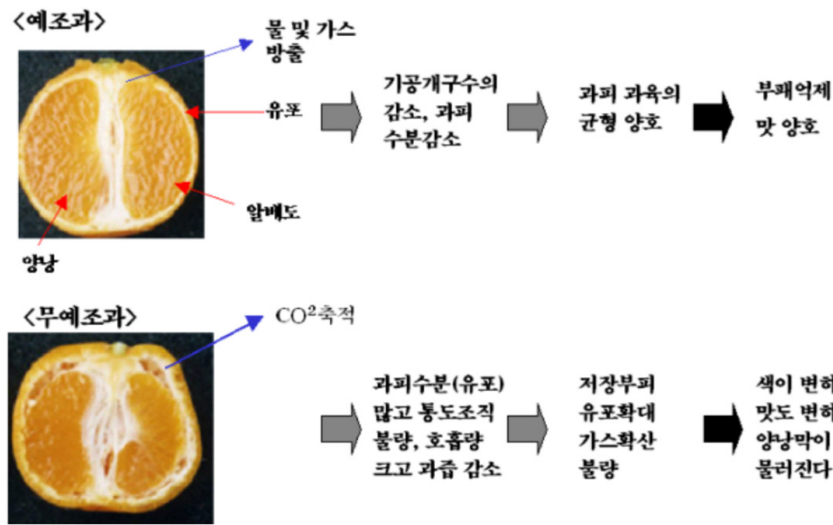 <예조과>
물 및 가스
방출
유포
알배도
양낭
기공개구수의
감소, 과피
수분감소
과피 과육의
균형 양호
부패억제
맛 양호
<무예조과>
CO²축적
과피수분(유포)
많고 통도조직
불량, 호흡량
크고 과즙 감소
저장부피
유포확대
가스확산
불량
색이 변하
맛도 변하
양낭막이
물러진다